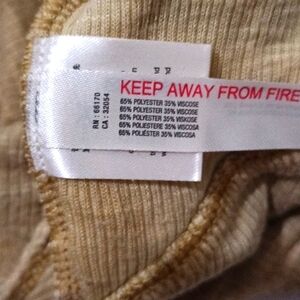 KEEP AWAY FROM FIRE
65% POLYESTER 35% VISCOSE
65% POLYESTER 35% VISCOSE
65% POLYESTER 35% VISCOSE
65% POLIESTERE 35% VISCOSA
65% POLIÉSTER 35% VISCOSA
RN : 66170
CA : 32054